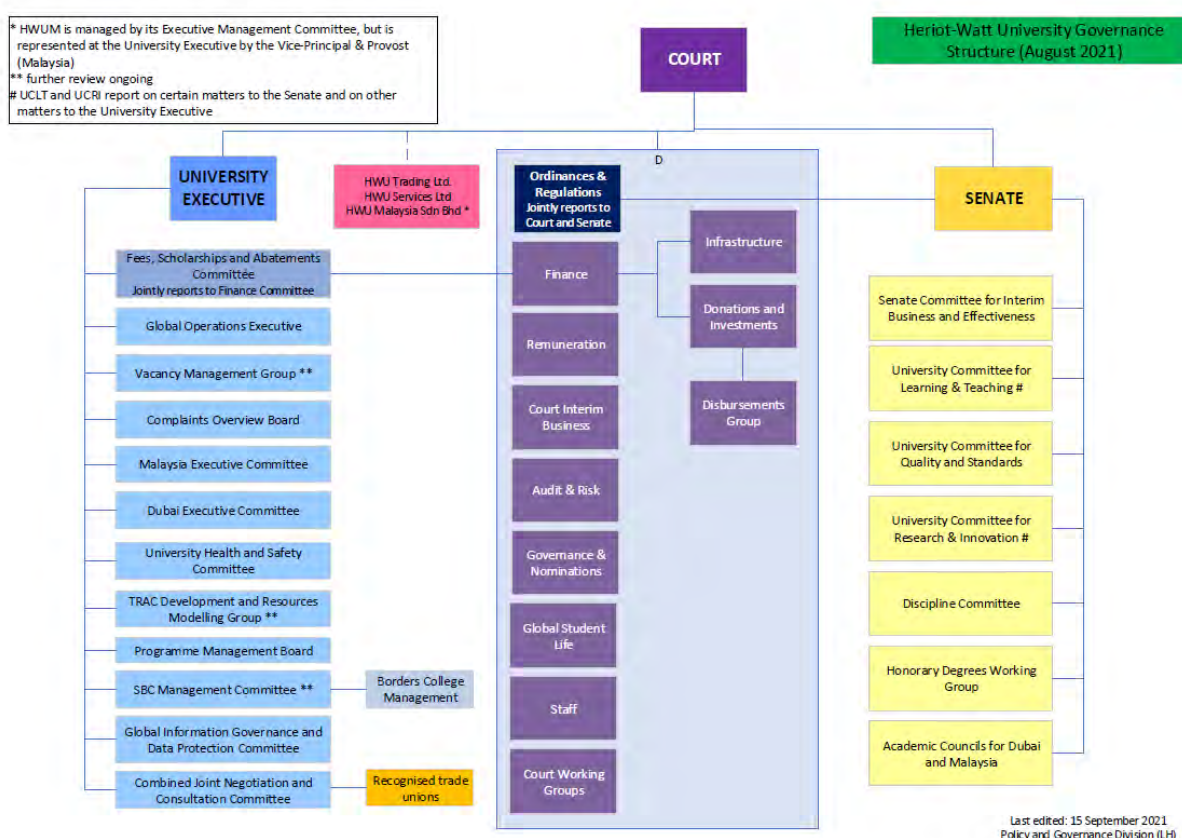 * HWUM is managed by its Executive Management Committee, but is
represented at the University Executive by the Vice-Principal & Provost
(Malaysia)
** further review ongoing
# UCLT and UCRI report on certain matters to the Senate and on other
matters to the University Executive
COURT
Heriot-Watt University Governance
Structure (August 2021)
UNIVERSITY
EXECUTIVE
HWU Trading Ltd.
HWU Services Ltd
HWU Malaysia Sdn Bhd *
D
Ordinances &
Regulations
Jointly reports to
Court and Senate
SENATE
Fees, Scholarships and Abatements
Committee
Jointly reports to Finance Committee
Global Operations Executive
Vacancy Management Group **
Complaints Overview Board
Malaysia Executive Committee
Dubai Executive Committee
University Health and Safety
Committee
TRAC Development and Resources
Modelling Group **
Programme Management Board
SBC Management Committee **
Borders College
Management
Global Information Governance and
Data Protection Committee
Combined Joint Negotiation and
Consultation Committee
Recognised trade
unions
Finance
Remuneration
Court Interim
Business
Audit & Risk
Governance &
Nominations
Global Student
Life
Staff
Court Working
Groups
Infrastructure
Donations and
Investments
Disbursements
Group
Senate Committee for Interim
Business and Effectiveness
University Committee for
Learning & Teaching #
University Committee for
Quality and Standards
University Committee for
Research & Innovation #
Discipline Committee
Honorary Degrees Working
Group
Academic Councils for Dubai
and Malaysia
Last edited: 15 September 2021
Policy and Governance Division (LH)